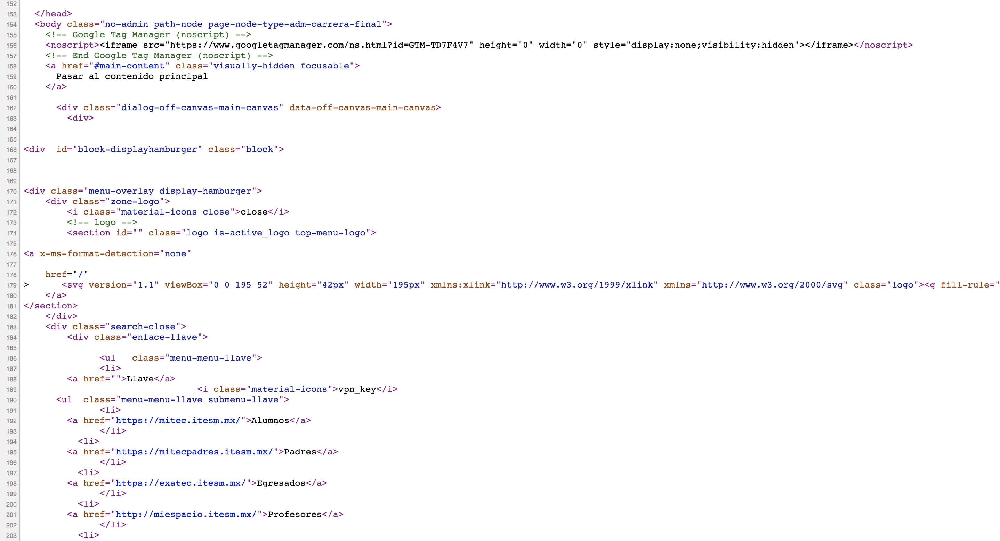 152
153 </head>
154 <body class="no-admin path-node page-node-type-adm-carrera-final">
155 <!-- Google Tag Manager (noscript) -->
156 <noscript><iframe src="https://www.googletagmanager.com/ns.html?id=GTM-TD7F4V7" height="0" width="0" style="display:none;visibility:hidden"></iframe></noscript>
157 <!-- End Google Tag Manager (noscript) -->
158 <a href="#main-content" class="visually-hidden focusable">
159 Pasar al contenido principal
160 </a>
161
162 <div class="dialog-off-canvas-main-canvas" data-off-canvas-main-canvas>
163 <div>
164
165
166 <div  id="block-displayhamburger" class="block">
167
168
169
170 <div class="menu-overlay display-hamburger">
171 <div class="zone-logo">
172 <i class="material-icons close">close</i>
173 <!-- logo -->
174 <section id="" class="logo is-active_logo top-menu-logo">
175
176 <a x-ms-format-detection="none"
177
178 href="/"
179 >      <svg version="1.1" viewBox="0 0 195 52" height="42px" width="195px" xmlns:xlink="http://www.w3.org/1999/xlink" xmlns="http://www.w3.org/2000/svg" class="logo"><g fill-rule="
180 </a>
181 </section>
182 </div>
183 <div class="search-close">
184 <div class="enlace-llave">
185
186 <ul   class="menu-menu-llave">
187 <li>
188 <a href="">Llave</a>
189 <i class="material-icons">vpn_key</i>
190 <ul  class="menu-menu-llave submenu-llave">
191 <li>
192 <a href="https://mitec.itesm.mx/">Alumnos</a>
193 </li>
194 <li>
195 <a href="https://mitecpadres.itesm.mx/">Padres</a>
196 </li>
197 <li>
198 <a href="https://exatec.itesm.mx/">Egresados</a>
199 </li>
200 <li>
201 <a href="http://miespacio.itesm.mx/">Profesores</a>
202 </li>
203 <li>